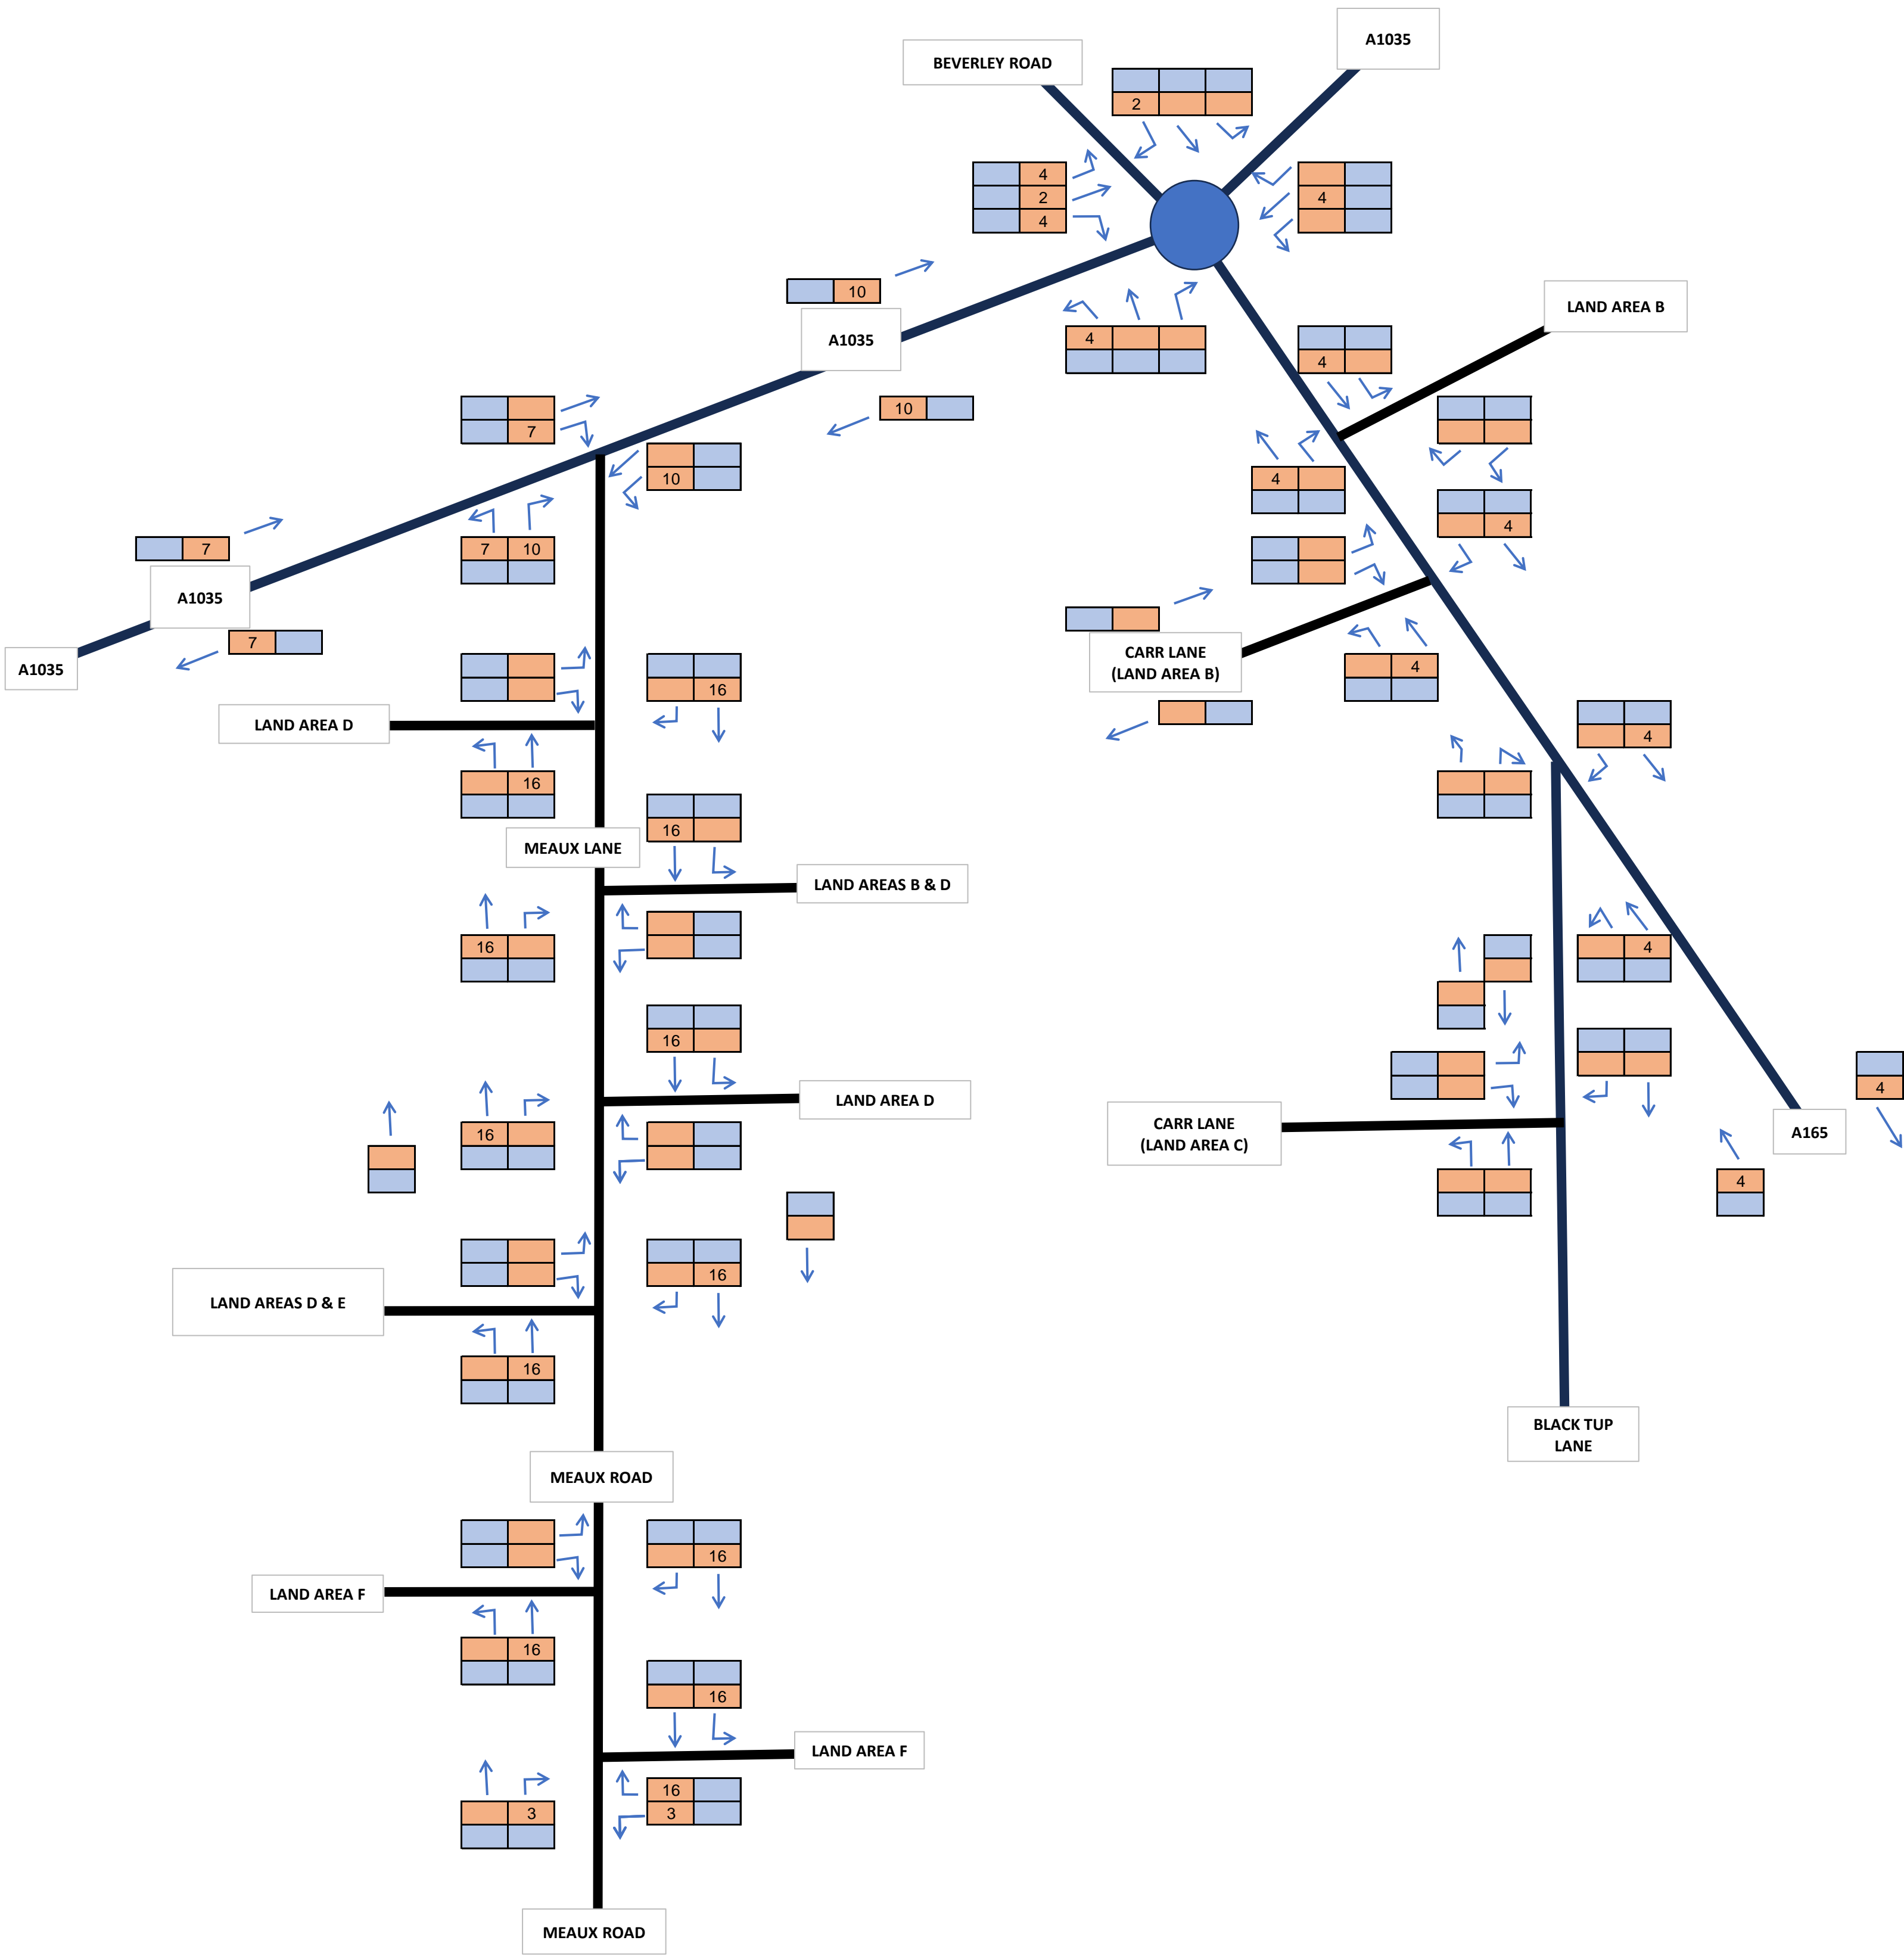 A1035
BEVERLEY ROAD
2
4
2
4
4
10
A1035
4
LAND AREA B
4
10
7
10
4
4
7
A1035
7 10
7
A1035
CARR LANE
(LAND AREA B)
4
16
LAND AREA D
16
4
MEAUX LANE
16
LAND AREAS B & D
16
4
16
LAND AREA D
16
CARR LANE
(LAND AREA C)
A165
4
4
LAND AREAS D & E
16
16
BLACK TUP
LANE
MEAUX ROAD
16
LAND AREA F
16
16
LAND AREA F
16
3
3
MEAUX ROAD